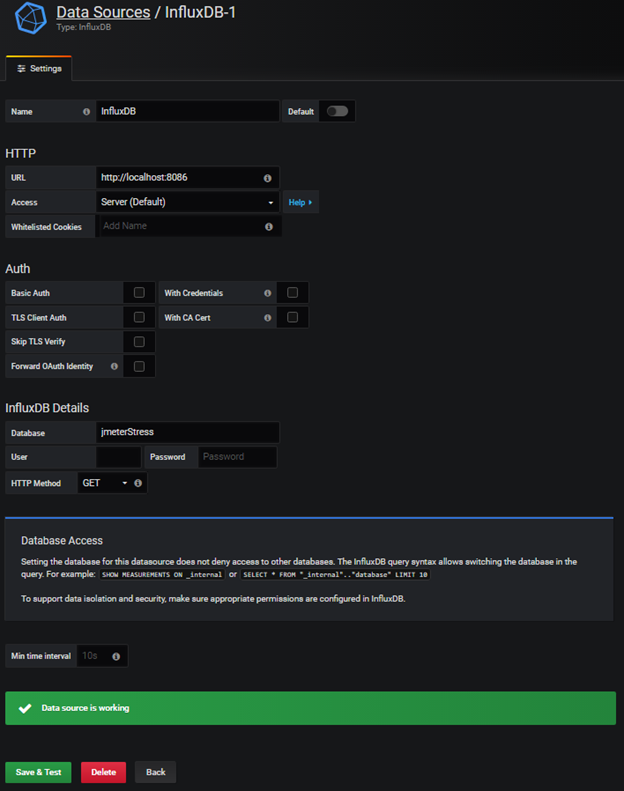 Data Sources / InfluxDB-1
Type: InfluxDB
Settings
Name InfluxDB Default
HTTP
URL http://localhost:8086
Access Server (Default) Help
Whitelisted Cookies Add Name
Auth
Basic Auth With Credentials
TLS Client Auth With CA Cert
Skip TLS Verify
Forward OAuth Identity
InfluxDB Details
Database jmeterStress
User Password Password
HTTP Method GET
Database Access
Setting the database for this datasource does not deny access to other databases. The InfluxDB query syntax allows switching the database in the
query. For example: SHOW MEASUREMENTS ON _internal or SELECT * FROM "_internal".."database" LIMIT 10
To support data isolation and security, make sure appropriate permissions are configured in InfluxDB.
Min time interval 10s
Data source is working
Save & Test Delete Back